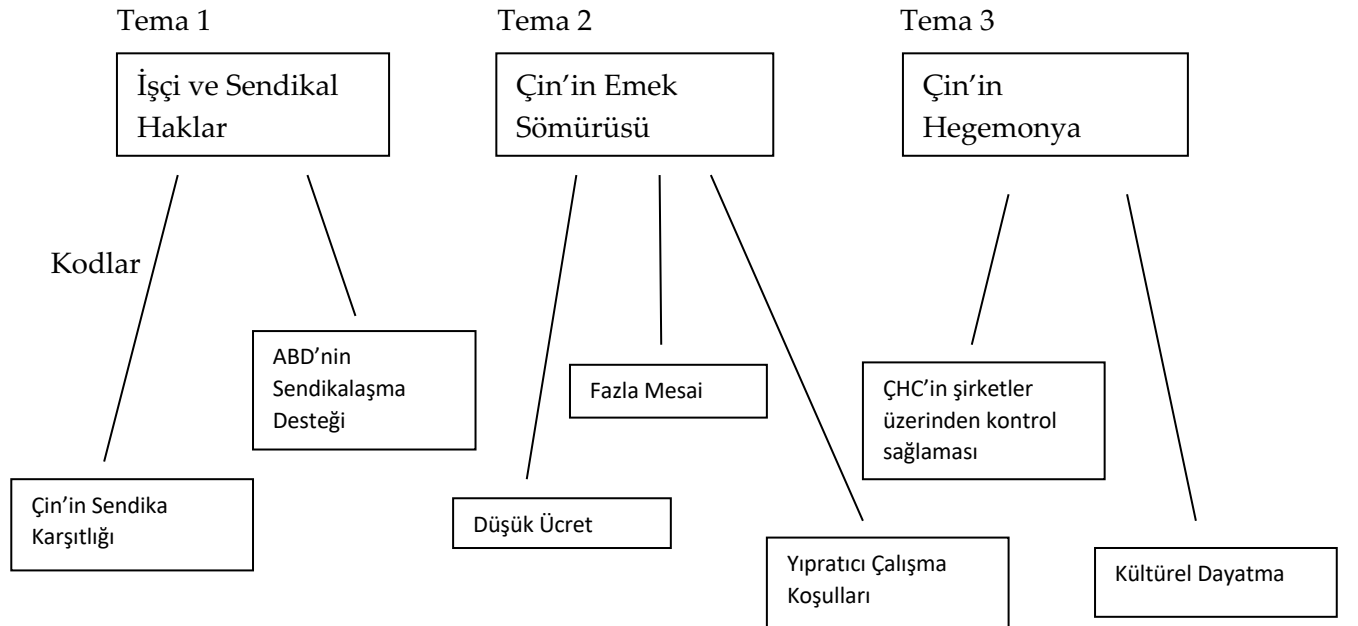 Tema 1
Tema 2
Tema 3
İşçi ve Sendikal
Haklar
Çin’in Emek
Sömürüsü
Çin’in
Hegemonya
Kodlar
ABD’nin
Sendikalaşma
Desteği
Fazla Mesai
ÇHC’in şirketler
üzerinden kontrol
sağlaması
Çin’in Sendika
Karşıtlığı
Düşük Ücret
Yıpratıcı Çalışma
Koşulları
Kültürel Dayatma